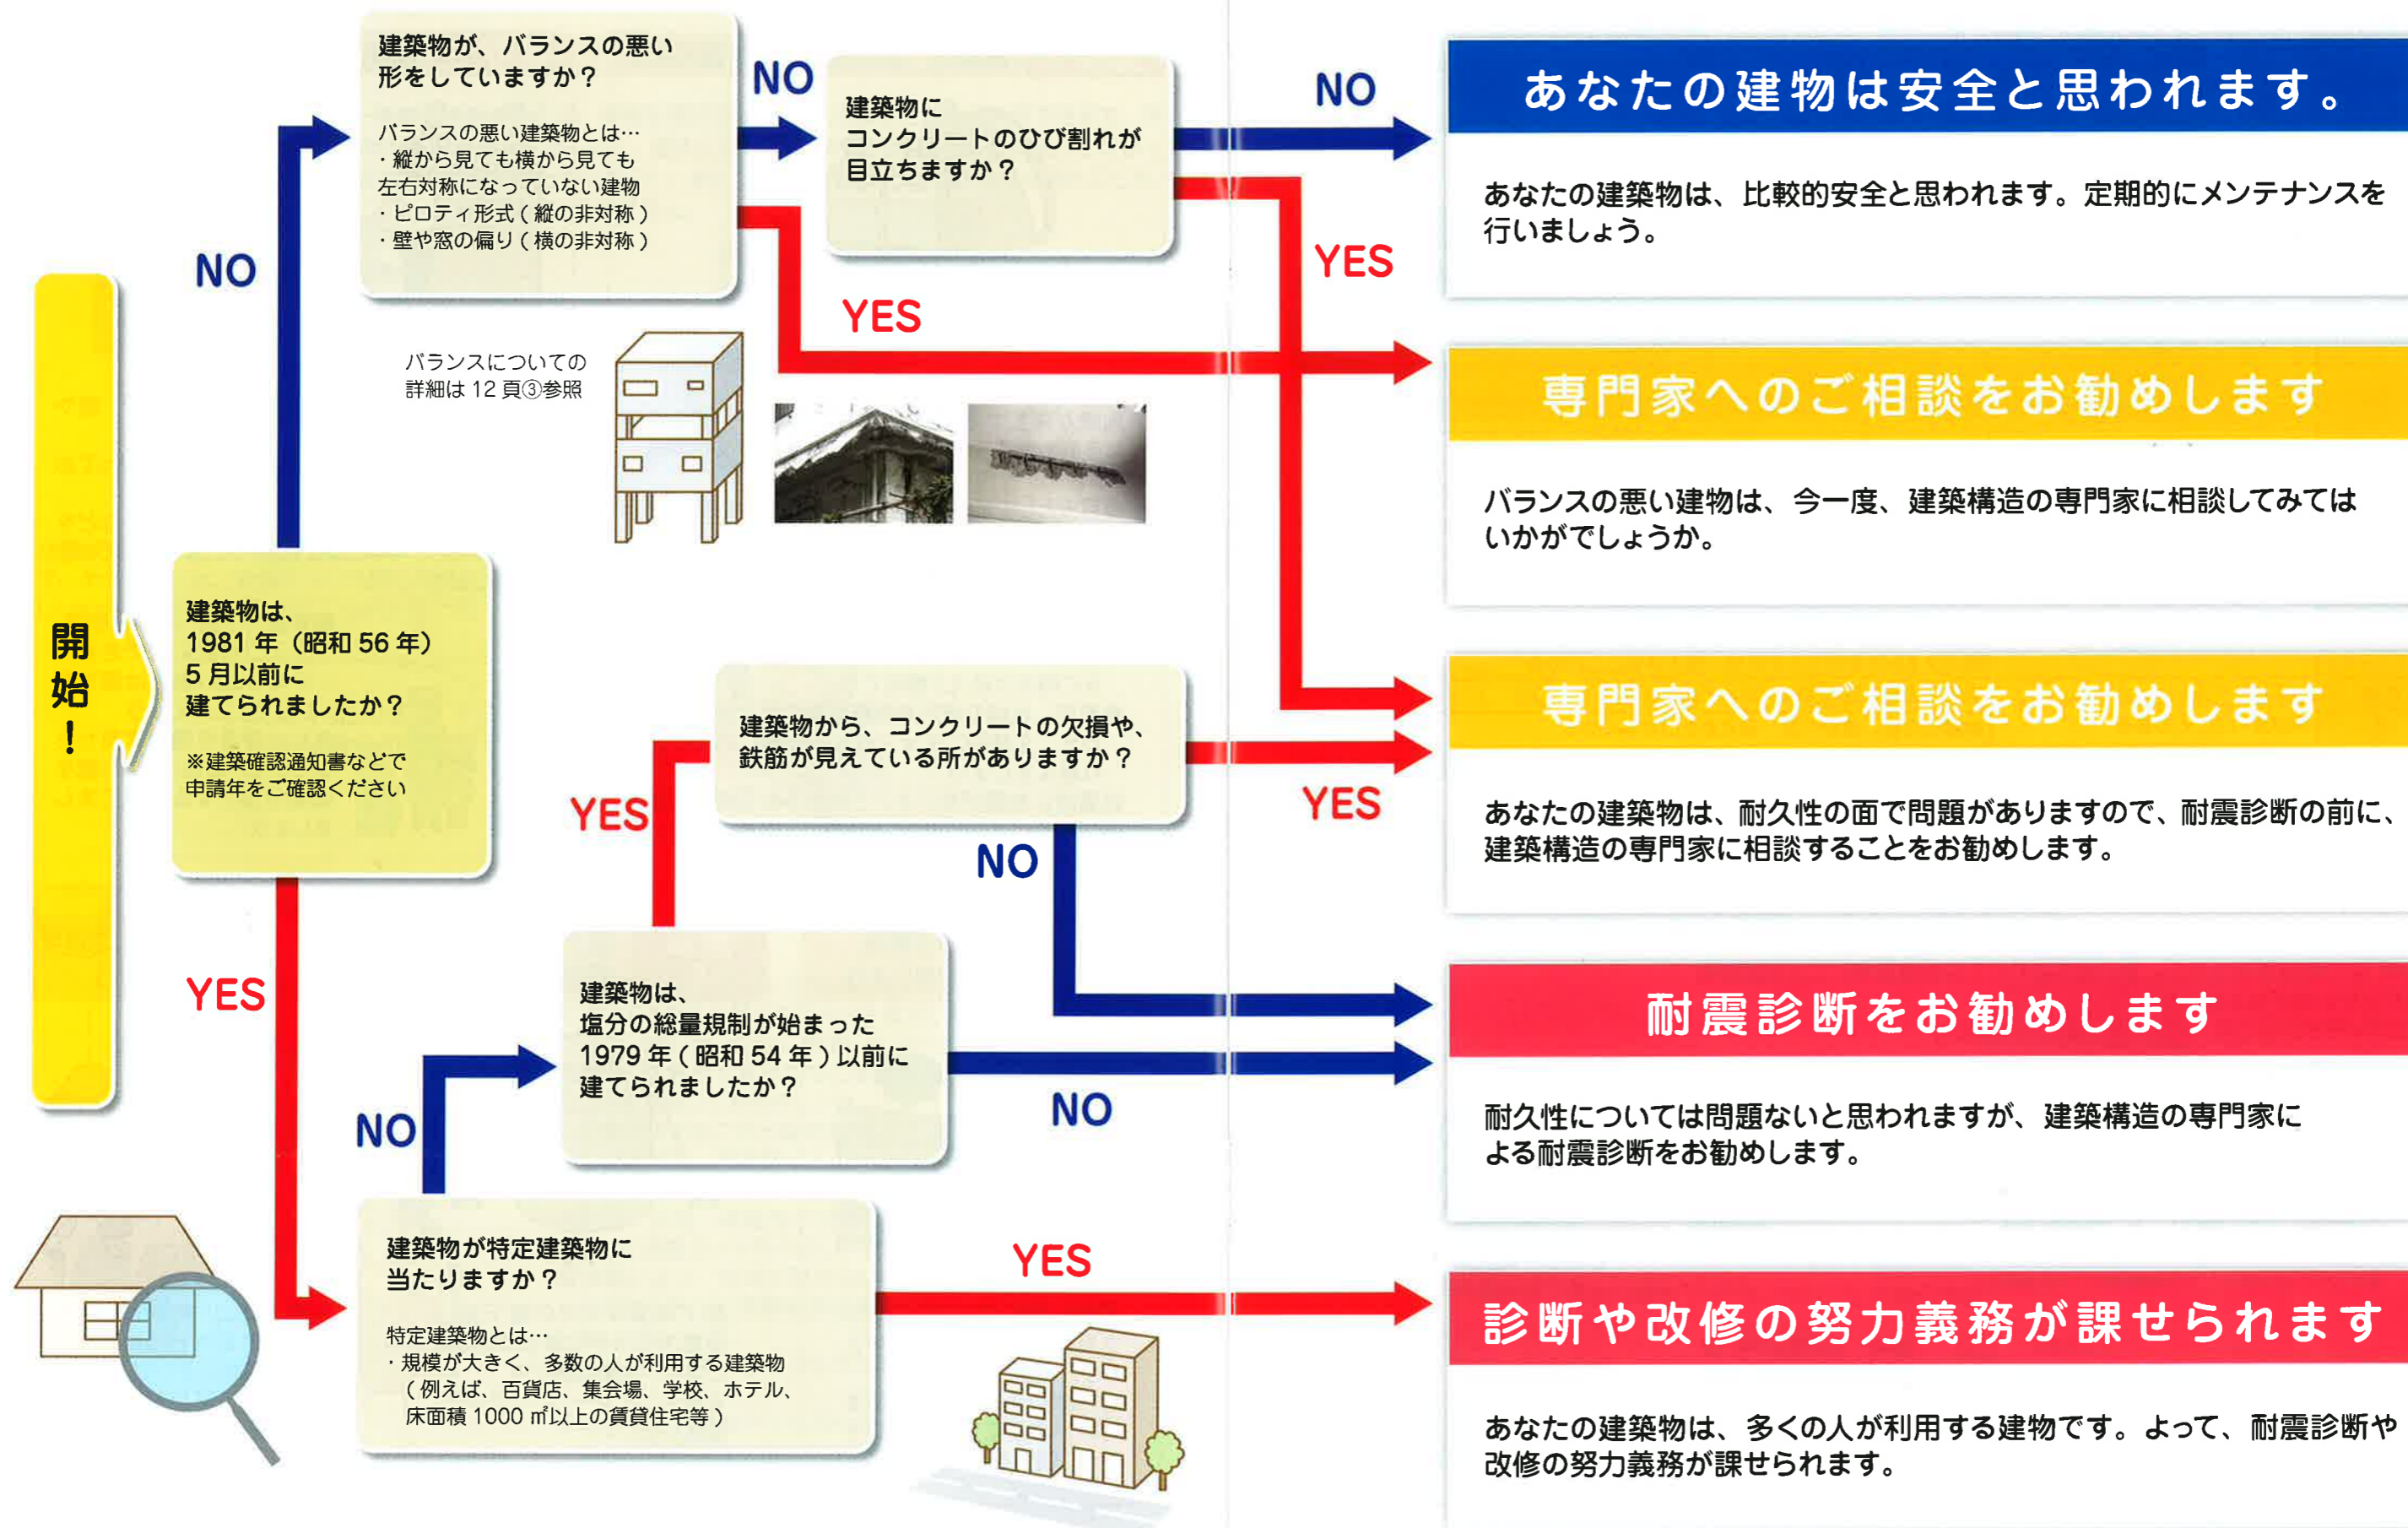 開始！
建築物は、
1981年（昭和56年）
5月以前に
建てられましたか？
※建築確認通知書などで
申請年をご確認ください
NO
建築物が、バランスの悪い
形をしていますか？
バランスの悪い建築物とは…
・縦から見ても横から見ても
左右対称になっていない建物
・ピロティ形式(縦の非対称)
・壁や窓の偏り(横の非対称)
バランスについての
詳細は12頁③参照
NO
建築物に
コンクリートのひび割れが
目立ちますか？
YES
NO
YES
YES
建築物が特定建築物に
当たりますか？
特定建築物とは…
・規模が大きく、多数の人が利用する建築物
(例えば、百貨店、集会場、学校、ホテル、
床面積1000㎡以上の賃貸住宅等)
NO
建築物は、
塩分の総量規制が始まった
1979年(昭和54年)以前に
建てられましたか？
YES
建築物から、コンクリートの欠損や、
鉄筋が見えている所がありますか？
YES
NO
NO
YES
あなたの建物は安全と思われます。
あなたの建築物は、比較的安全と思われます。定期的にメンテナンスを
行いましょう。
専門家へのご相談をお勧めします
バランスの悪い建物は、今一度、建築構造の専門家に相談してみては
いかがでしょうか。
専門家へのご相談をお勧めします
あなたの建築物は、耐久性の面で問題がありますので、耐震診断の前に、
建築構造の専門家に相談することをお勧めします。
耐震診断をお勧めします
耐久性については問題ないと思われますが、建築構造の専門家に
よる耐震診断をお勧めします。
診断や改修の努力義務が課せられます
あなたの建築物は、多くの人が利用する建物です。よって、耐震診断や
改修の努力義務が課せられます。